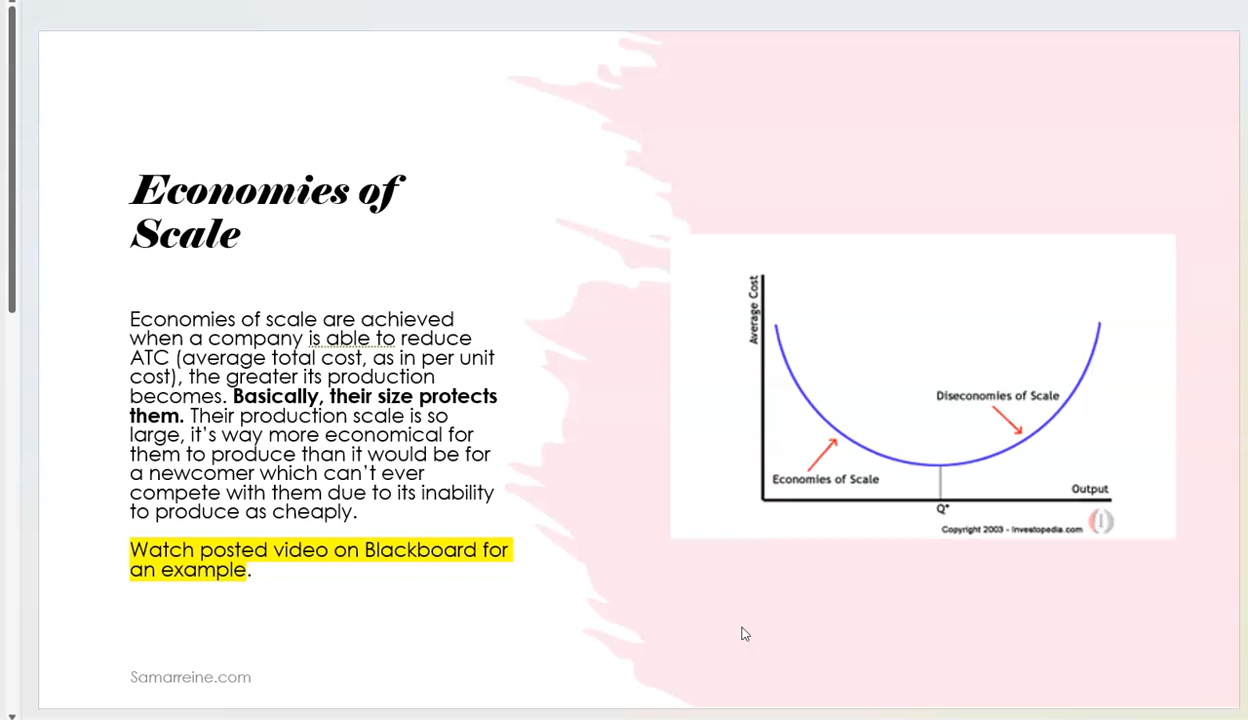 Economies of
Scale
Economies of scale are achieved
when a company is able to reduce
ATC (average total cost, as in per unit
cost), the greater its production
becomes. Basically, their size protects
them. Their production scale is so
large, it's way more economical for
them to produce than it would be for
a newcomer which can't ever
compete with them due to its inability
to produce as cheaply.
Watch posted video on Blackboard for
an example.
Samarreine.com
Average Cost
Diseconomies of Scale
Economies of Scale
Output
Q*
Copyright 2003 - Investopedia.com